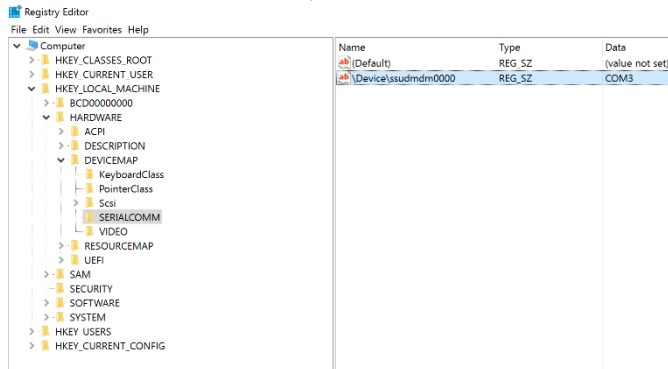 Registry Editor
File Edit View Favorites Help
Computer
HKEY_CLASSES_ROOT
HKEY_CURRENT_USER
HKEY_LOCAL_MACHINE
BCD00000000
HARDWARE
ACPI
DESCRIPTION
DEVICEMAP
KeyboardClass
PointerClass
Scsi
SERIALCOMM
VIDEO
RESOURCEMAP
UEFI
SAM
SECURITY
SOFTWARE
SYSTEM
HKEY_USERS
HKEY_CURRENT_CONFIG
Name Type Data
ab (Default) REG_SZ (value not set)
ab \Device\ssudmdm0000 REG_SZ COM3